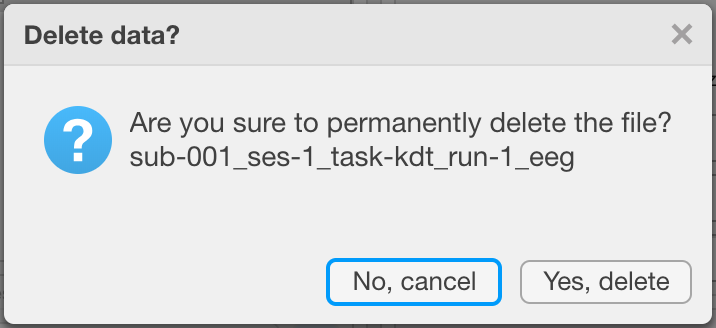 Delete data?
Are you sure to permanently delete the file?
sub-001_ses-1_task-kdt_run-1_eeg
No, cancel
Yes, delete